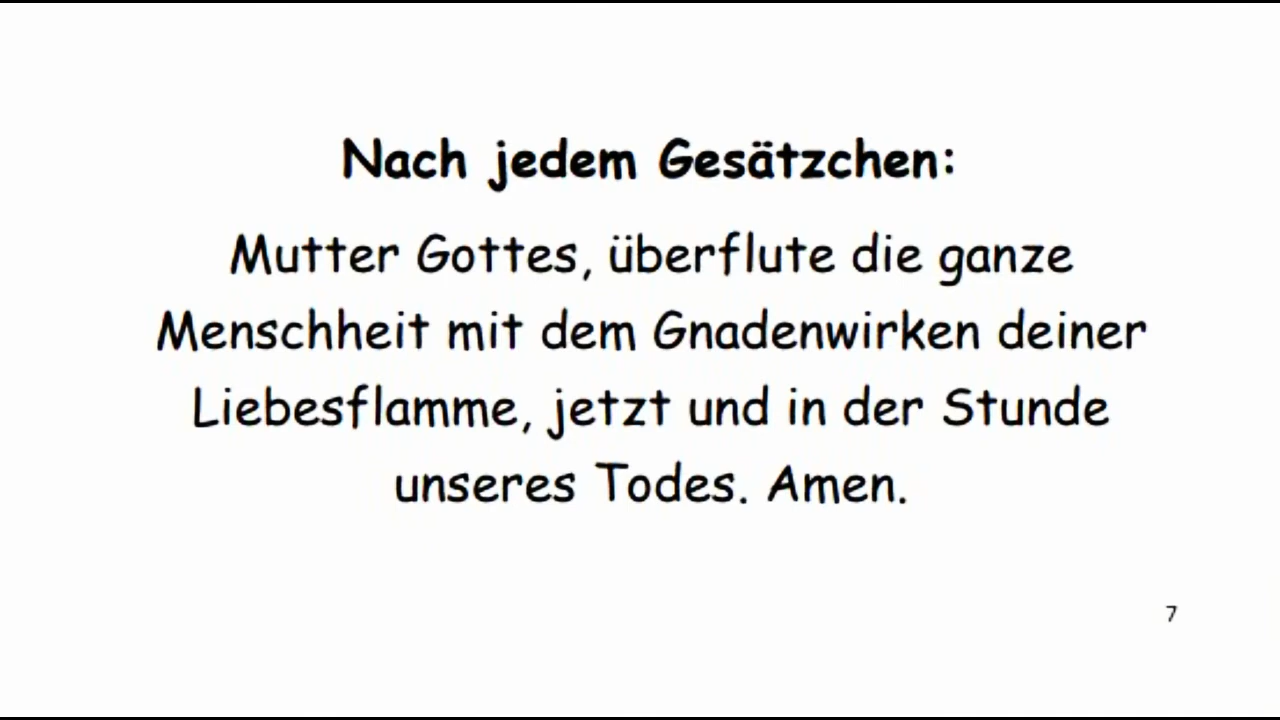 Nach jedem Gesätzchen:
Mutter Gottes, überflute die ganze
Menschheit mit dem Gnadenwirken deiner
Liebesflamme, jetzt und in der Stunde
unseres Todes. Amen.
7